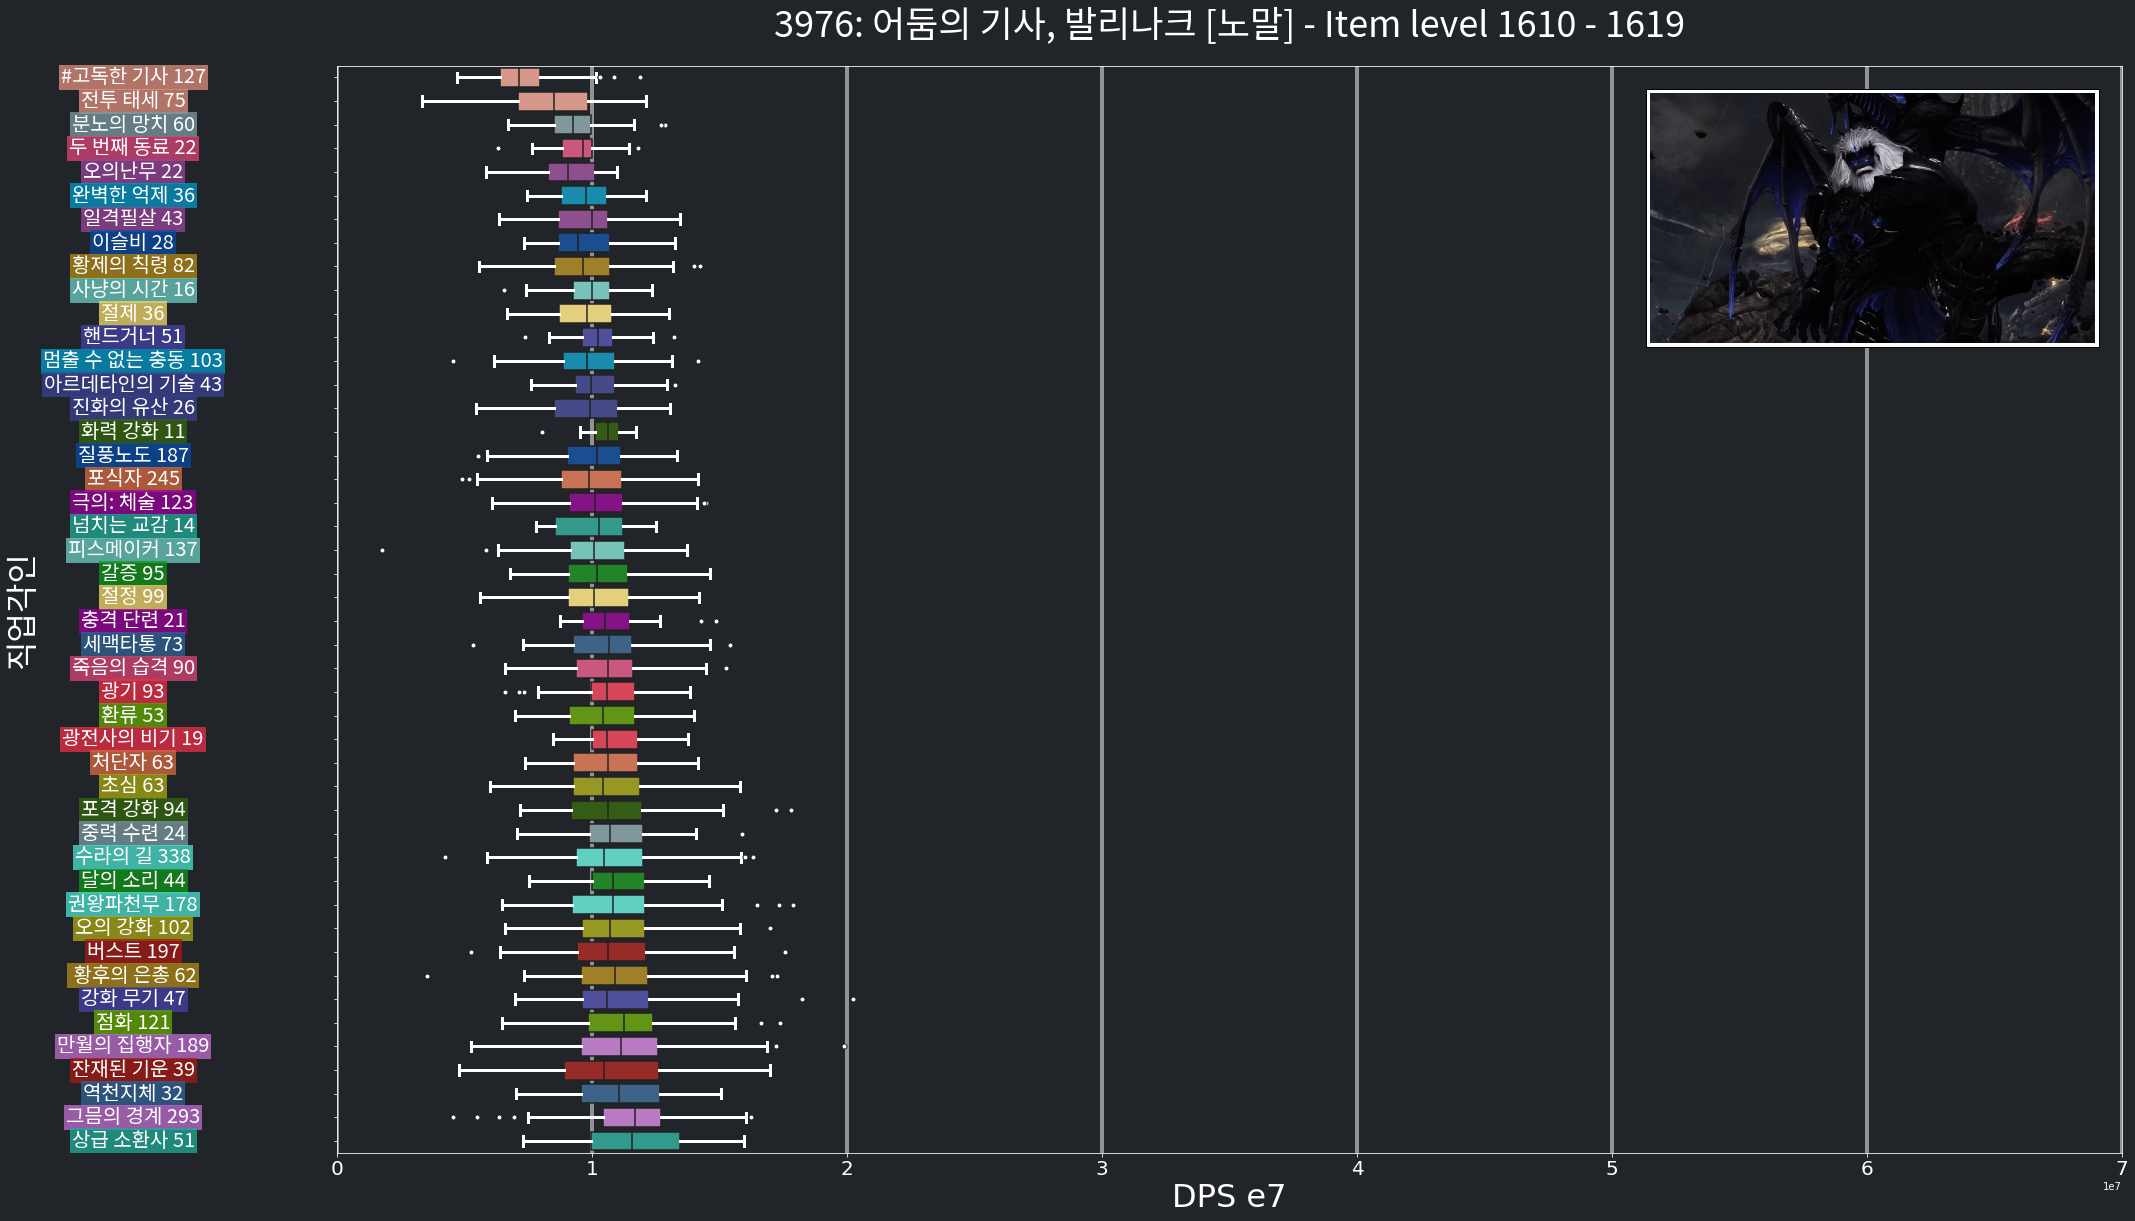 3976: 어둠의 기사, 발리나크 [노말] - Item level 1610 - 1619
직업각인
#고독한 기사 127
전투 태세 75
분노의 망치 60
두 번째 동료 22
오의난무 22
완벽한 억제 36
일격필살 43
이슬비 28
황제의 칙령 82
사냥의 시간 16
절제 36
핸드거너 51
멈출 수 없는 충동 103
아르데타인의 기술 43
진화의 유산 26
화력 강화 11
질풍노도 187
포식자 245
극의: 체술 123
넘치는 교감 14
피스메이커 137
갈증 95
절정 99
충격 단련 21
세맥타통 73
죽음의 습격 90
광기 93
환류 53
광전사의 비기 19
처단자 63
초심 63
포격 강화 94
중력 수련 24
수라의 길 338
달의 소리 44
권왕파천무 178
오의 강화 102
버스트 197
황후의 은총 62
강화 무기 47
점화 121
만월의 집행자 189
잔재된 기운 39
역천지체 32
그믐의 경계 293
상급 소환사 51
0 1 2 3 4 5 6 7
1e7
DPS e7